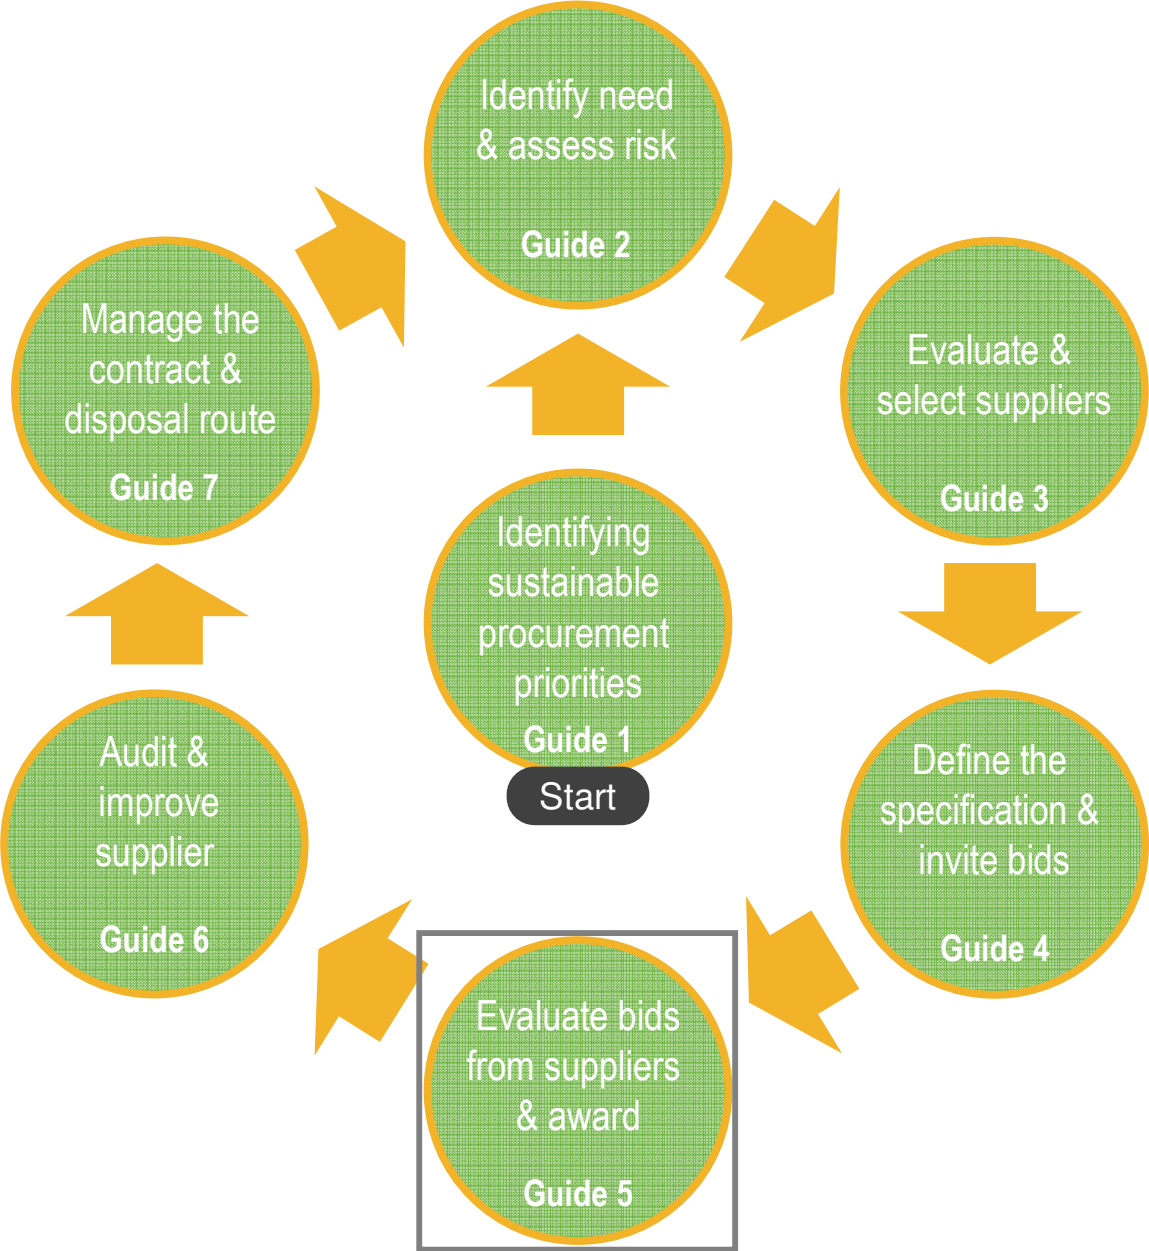 Identify need
& assess risk
Guide 2
Manage the
contract &
disposal route
Guide 7
Evaluate &
select suppliers
Guide 3
Identifying
sustainable
procurement
priorities
Guide 1
Start
Audit &
improve
supplier
Guide 6
Define the
specification &
invite bids
Guide 4
Evaluate bids
from suppliers
& award
Guide 5